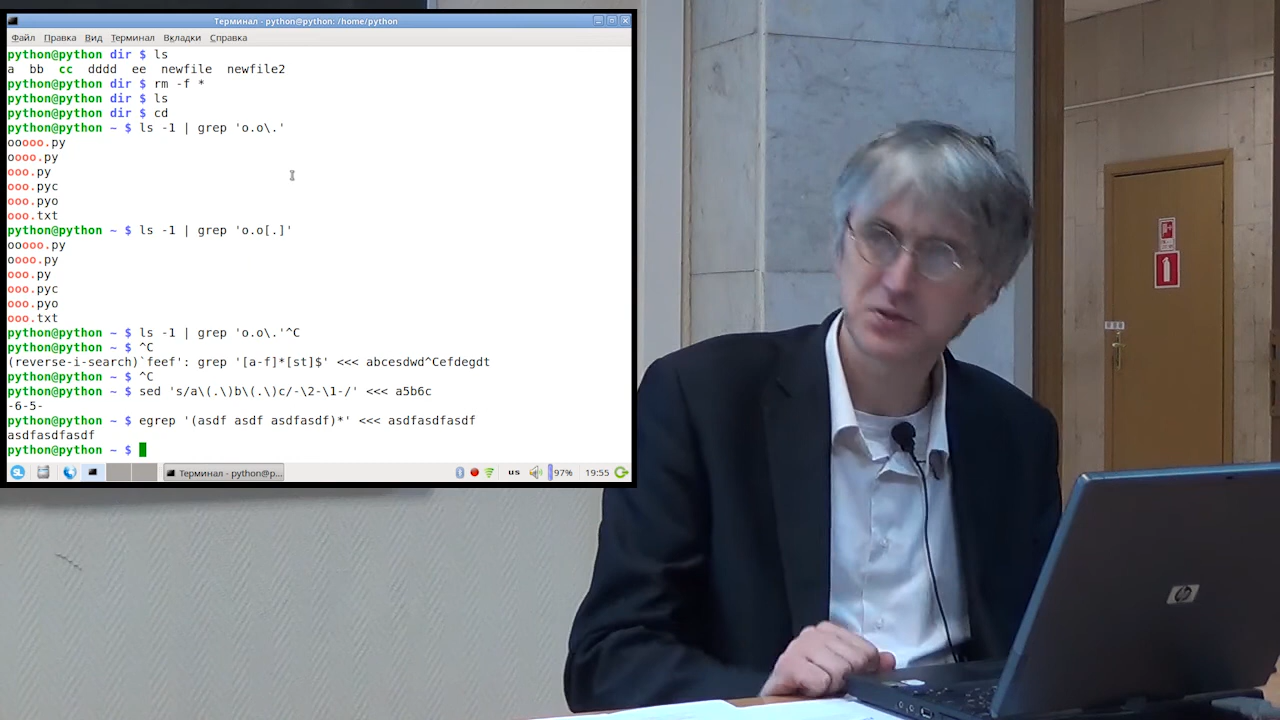 Терминал - python@python: /home/python
Файл Правка Вид Терминал Вкладки Справка
python@python dir $ ls
a bb cc dddd ee newfile newfile2
python@python dir $ rm -f *
python@python dir $ ls
python@python dir $ cd
python@python ~ $ ls -1 | grep 'o.o\.'
ooooo.py
oooo.py
ooo.py
ooo.pyc
ooo.pyo
ooo.txt
python@python ~ $ ls -1 | grep 'o.o[.]'
ooooo.py
oooo.py
ooo.py
ooo.pyc
ooo.pyo
ooo.txt
python@python ~ $ ls -1 | grep 'o.o\.'^C
python@python ~ $ ^C
(reverse-i-search)`feef': grep '[a-f]*[st]$' <<< abcesdwd^Cefdegdt
python@python ~ $ ^C
python@python ~ $ sed 's/a\(.\)b\(.\)c/-\2-\1-/' <<< a5b6c
-6-5-
python@python ~ $ egrep '(asdf asdf asdfasdf)*' <<< asdfasdfasdf
asdfasdfasdf
python@python ~ $
Терминал - python@p...
us
97%
19:55
hp